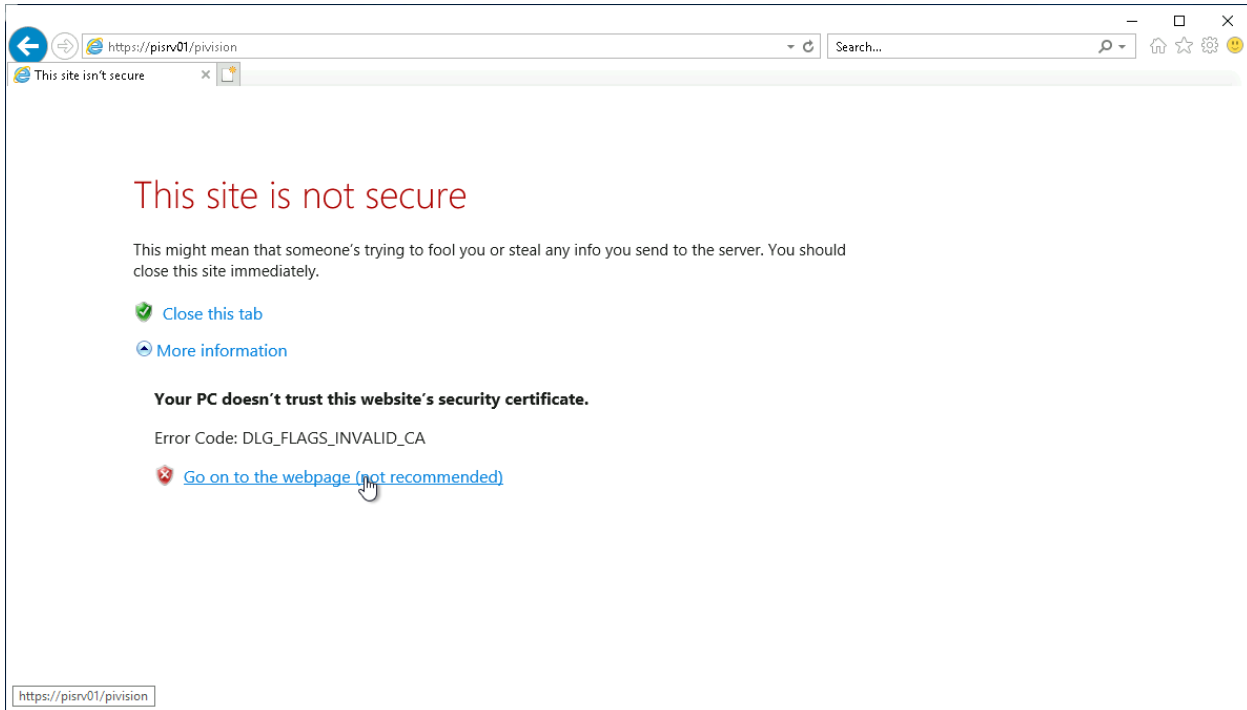 https://pisrv01/pivision
Search...
This site isn't secure
This site is not secure
This might mean that someone's trying to fool you or steal any info you send to the server. You should
close this site immediately.
Close this tab
More information
Your PC doesn't trust this website's security certificate.
Error Code: DLG_FLAGS_INVALID_CA
Go on to the webpage (not recommended)
https://pisrv01/pivision